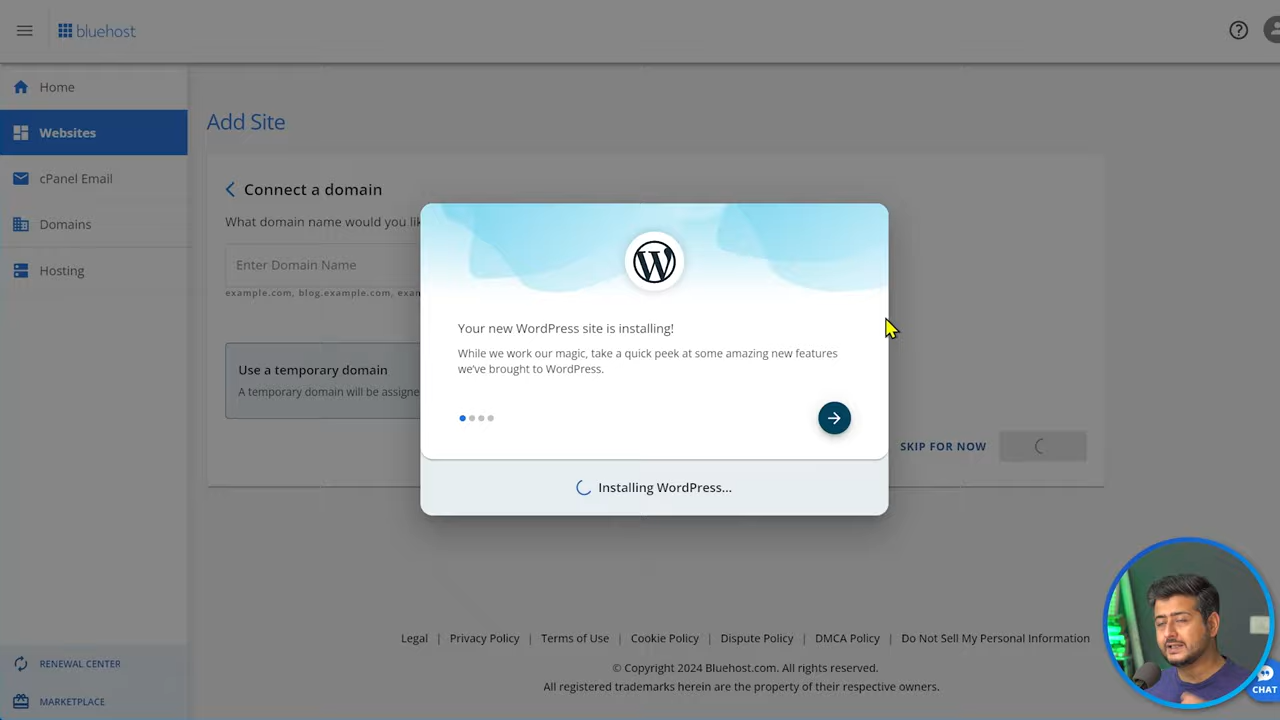 bluehost
Home
Websites
cPanel Email
Domains
Hosting
RENEWAL CENTER
MARKETPLACE
Add Site
Connect a domain
What domain name would you lik
Enter Domain Name
example.com, blog.example.com, exam
Use a temporary domain
A temporary domain will be assigne
SKIP FOR NOW
Your new WordPress site is installing!
While we work our magic, take a quick peek at some amazing new features
we've brought to WordPress.
Installing WordPress...
Legal | Privacy Policy | Terms of Use | Cookie Policy | Dispute Policy | DMCA Policy | Do Not Sell My Personal Information
© Copyright 2024 Bluehost.com. All rights reserved.
All registered trademarks herein are the property of their respective owners.
CHAT